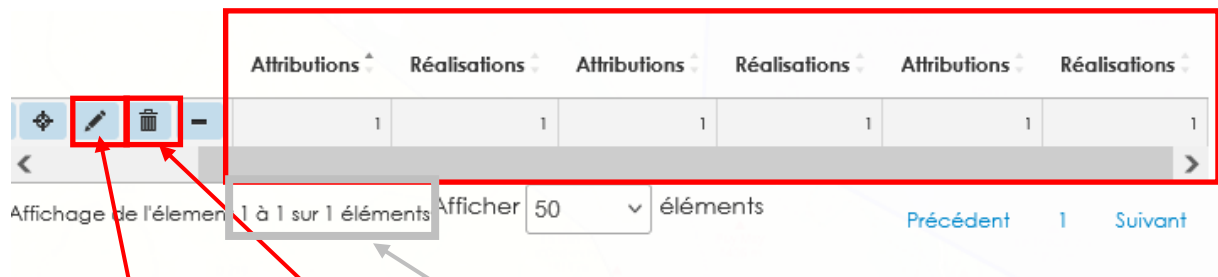 Attributions Réalisations Attributions Réalisations Attributions Réalisations
1 1 1 1 1 1
Affichage de l'élemen 1 à 1 sur 1 éléments Afficher 50 éléments Précédent 1 Suivant